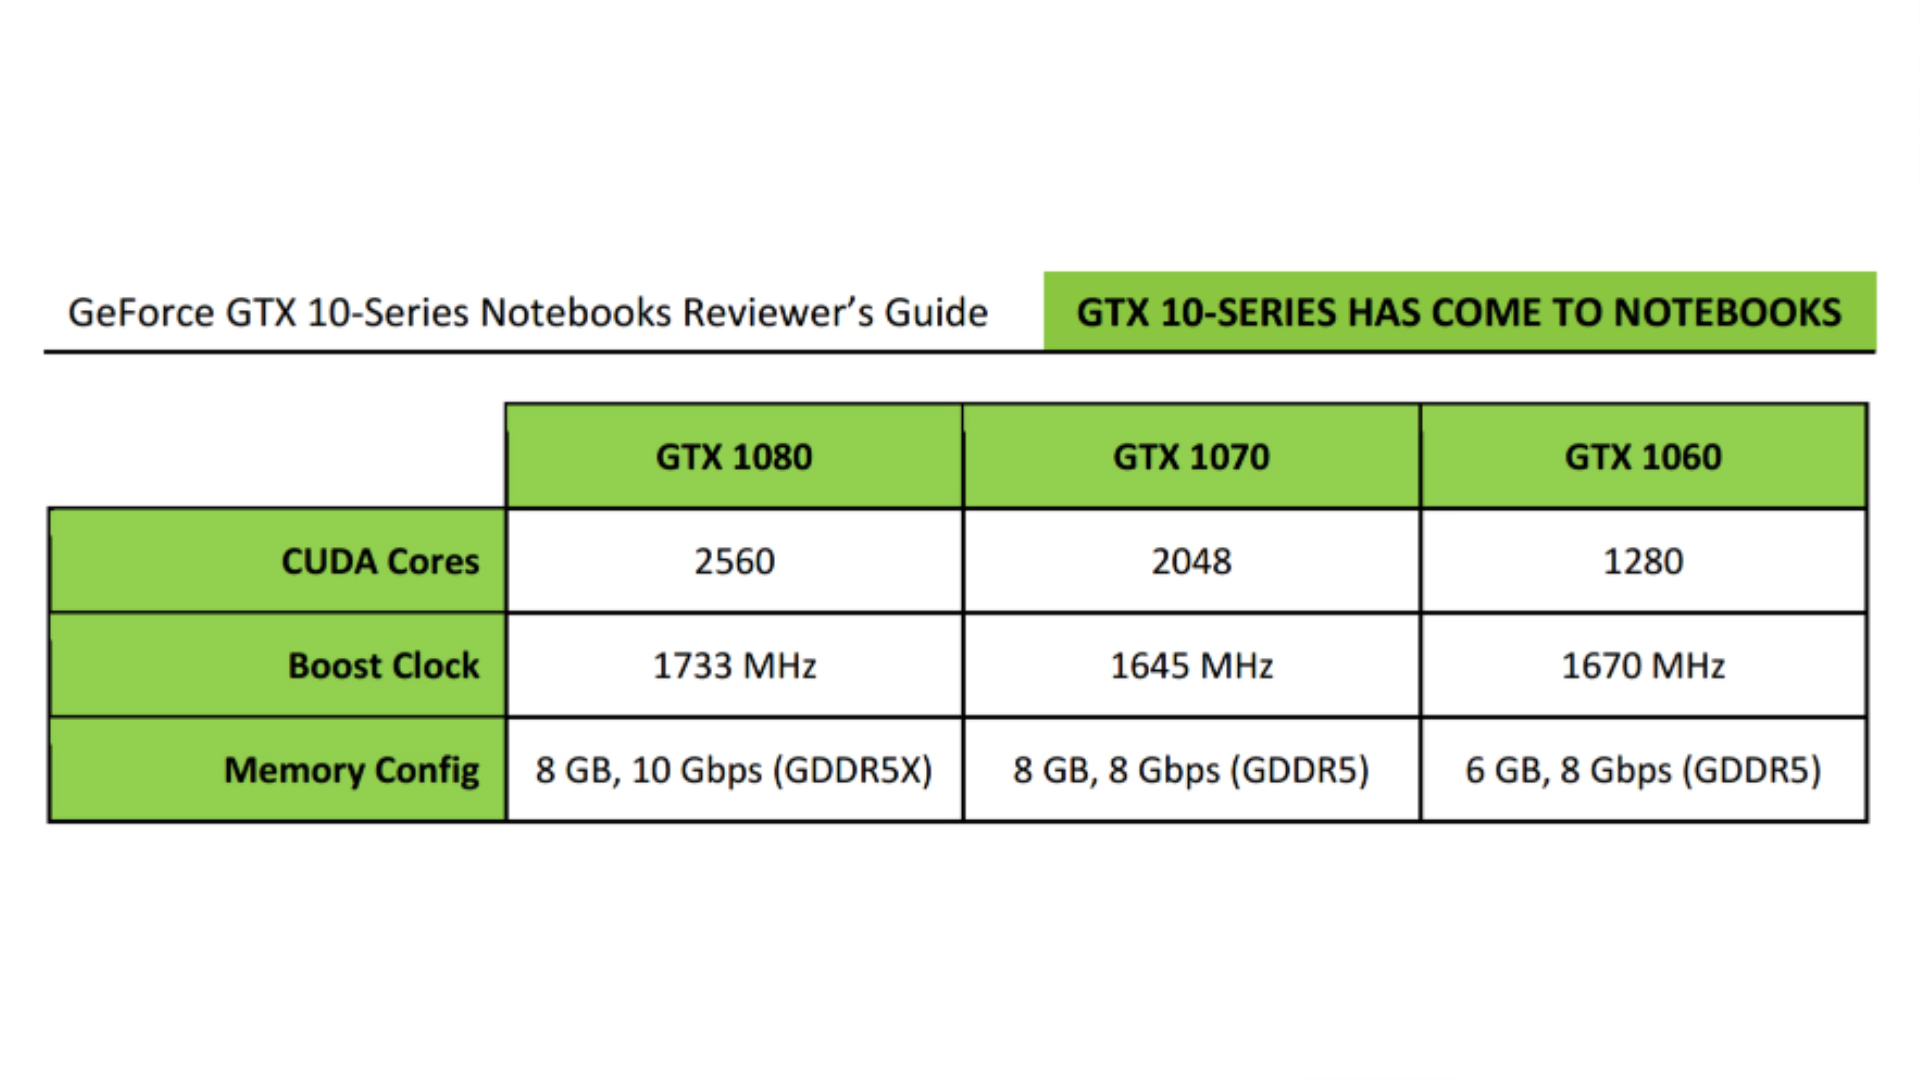 GeForce GTX 10-Series Notebooks Reviewer’s Guide
GTX 10-SERIES HAS COME TO NOTEBOOKS
GTX 1080 GTX 1070 GTX 1060
CUDA Cores 2560 2048 1280
Boost Clock 1733 MHz 1645 MHz 1670 MHz
Memory Config 8 GB, 10 Gbps (GDDR5X) 8 GB, 8 Gbps (GDDR5) 6 GB, 8 Gbps (GDDR5)